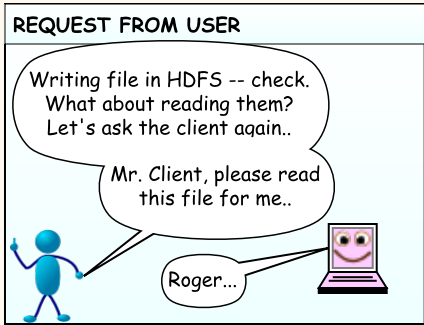 REQUEST FROM USER
Writing file in HDFS -- check.
What about reading them?
Let's ask the client again..
Mr. Client, please read
this file for me..
Roger...